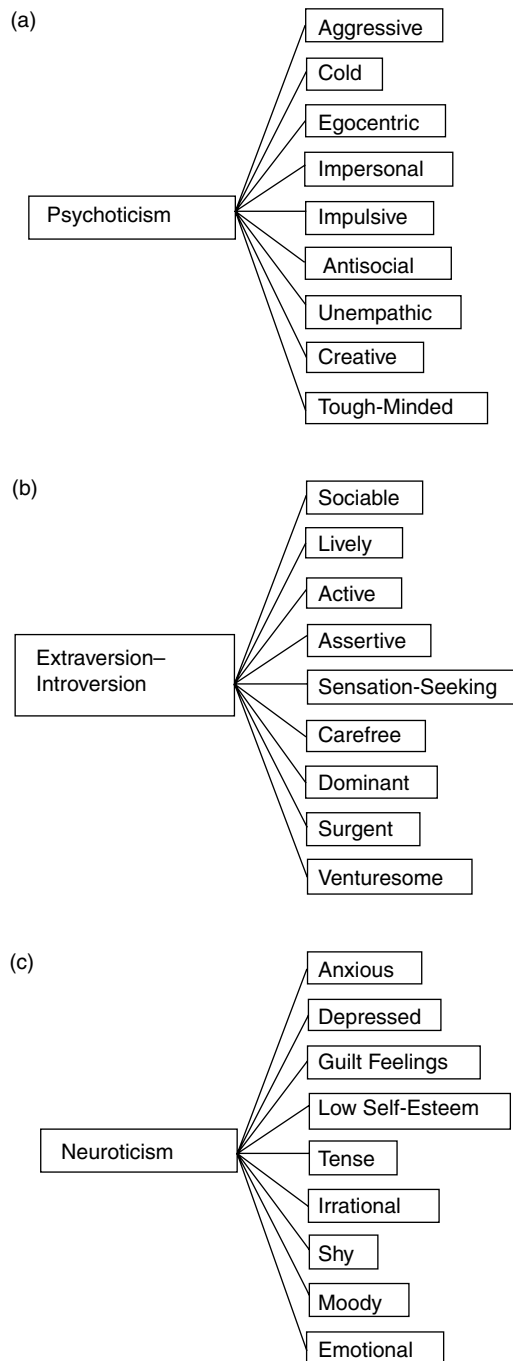 (a)
Aggressive
Cold
Egocentric
Impersonal
Psychoticism
Impulsive
Antisocial
Unempathic
Creative
Tough-Minded
(b)
Sociable
Lively
Active
Assertive
Extraversion–
Introversion
Sensation-Seeking
Carefree
Dominant
Surgent
Venturesome
(c)
Anxious
Depressed
Guilt Feelings
Low Self-Esteem
Neuroticism
Tense
Irrational
Shy
Moody
Emotional